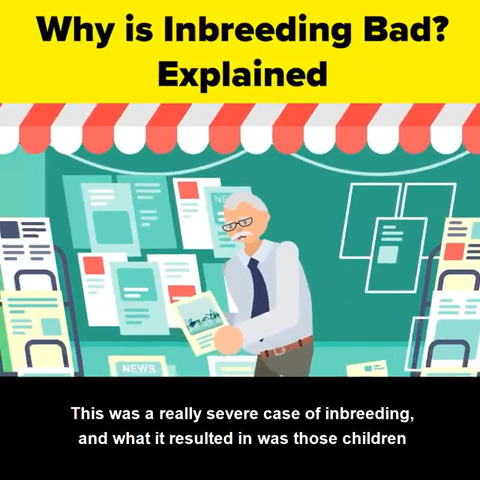 Why is Inbreeding Bad?
Explained
NEWS
This was a really severe case of inbreeding,
and what it resulted in was those children